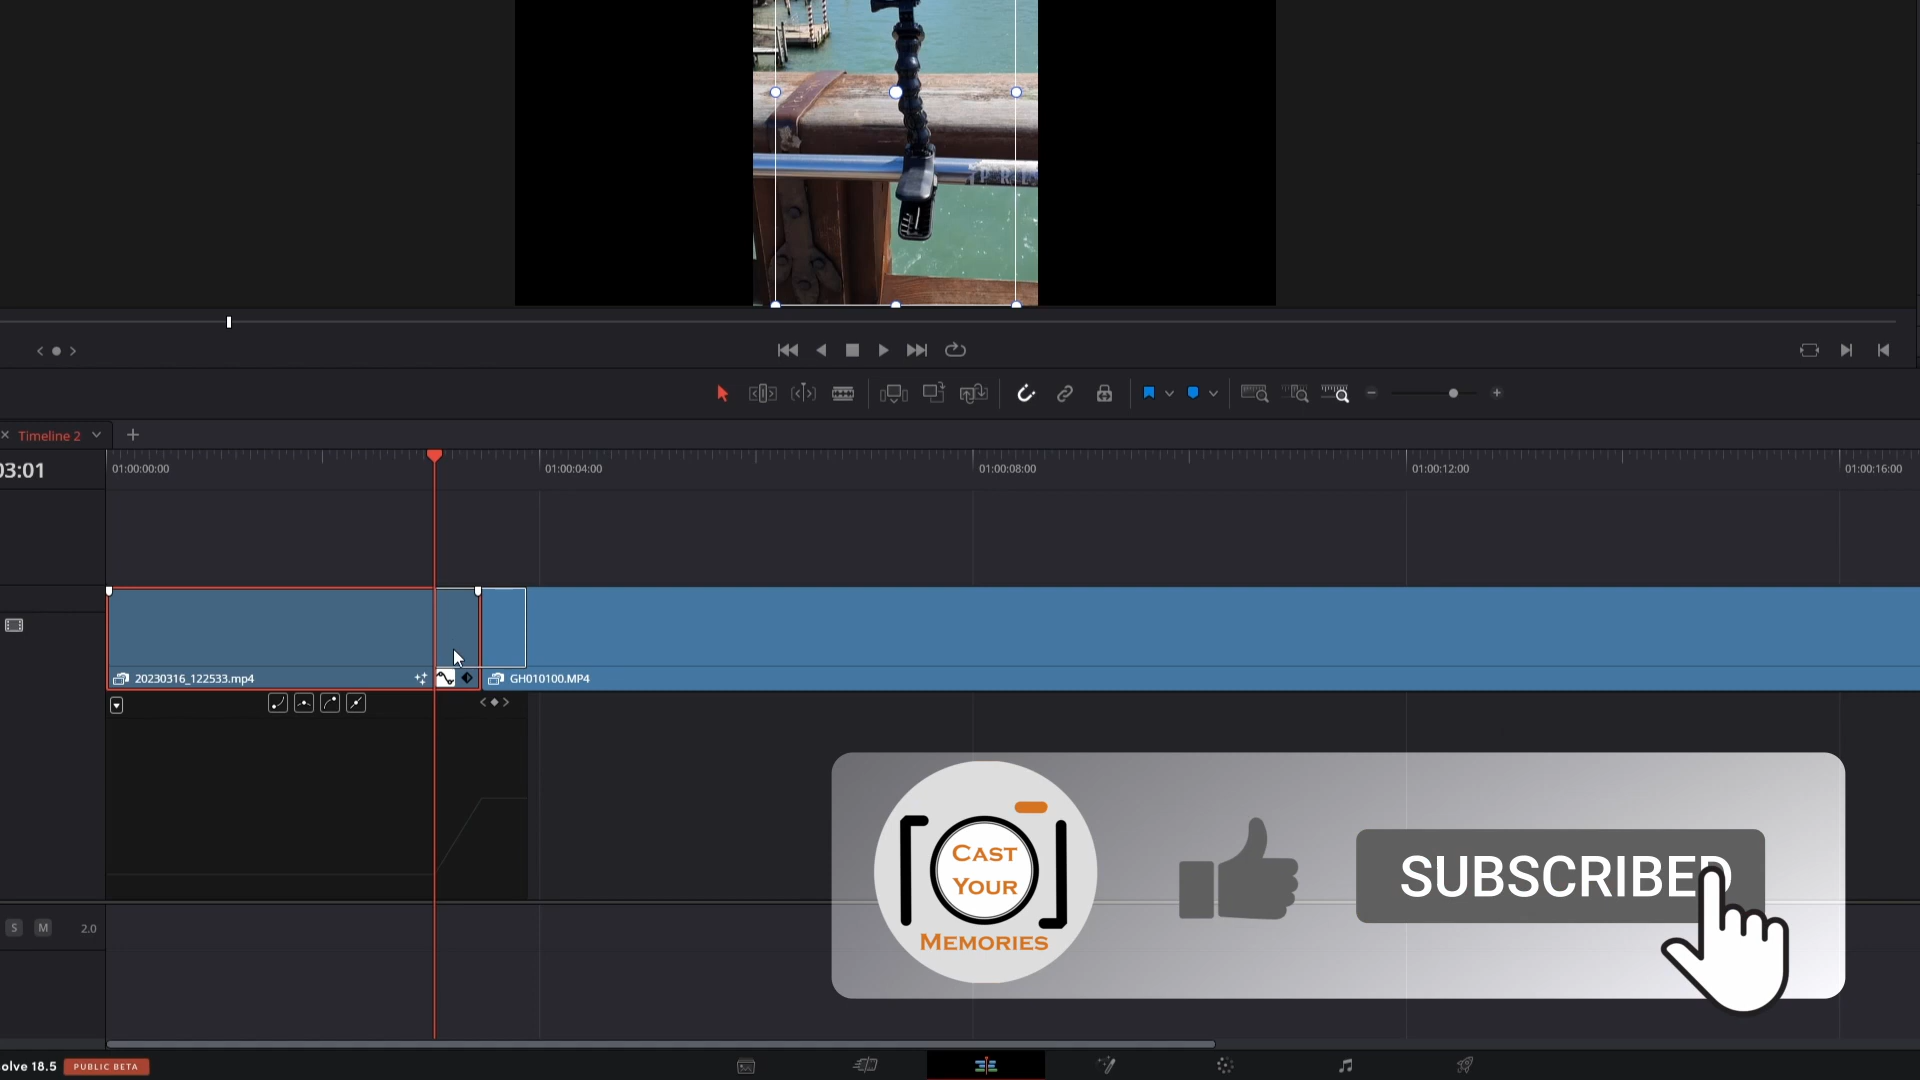 Timeline 2
03:01
01:00:00:00
01:00:04:00
01:00:08:00
01:00:12:00
01:00:16:00
20230316_122533.mp4
GH010100.MP4
CAST
YOUR
MEMORIES
SUBSCRIBED
S
M
2.0
olve 18.5
PUBLIC BETA